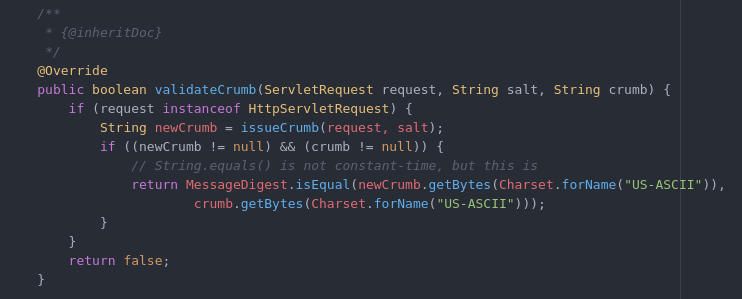 /**
 * {@inheritDoc}
 */
@Override
public boolean validateCrumb(ServletRequest request, String salt, String crumb) {
    if (request instanceof HttpServletRequest) {
        String newCrumb = issueCrumb(request, salt);
        if ((newCrumb != null) && (crumb != null)) {
            // String.equals() is not constant-time, but this is
            return MessageDigest.isEqual(newCrumb.getBytes(Charset.forName("US-ASCII")),
                    crumb.getBytes(Charset.forName("US-ASCII")));
        }
    }
    return false;
}